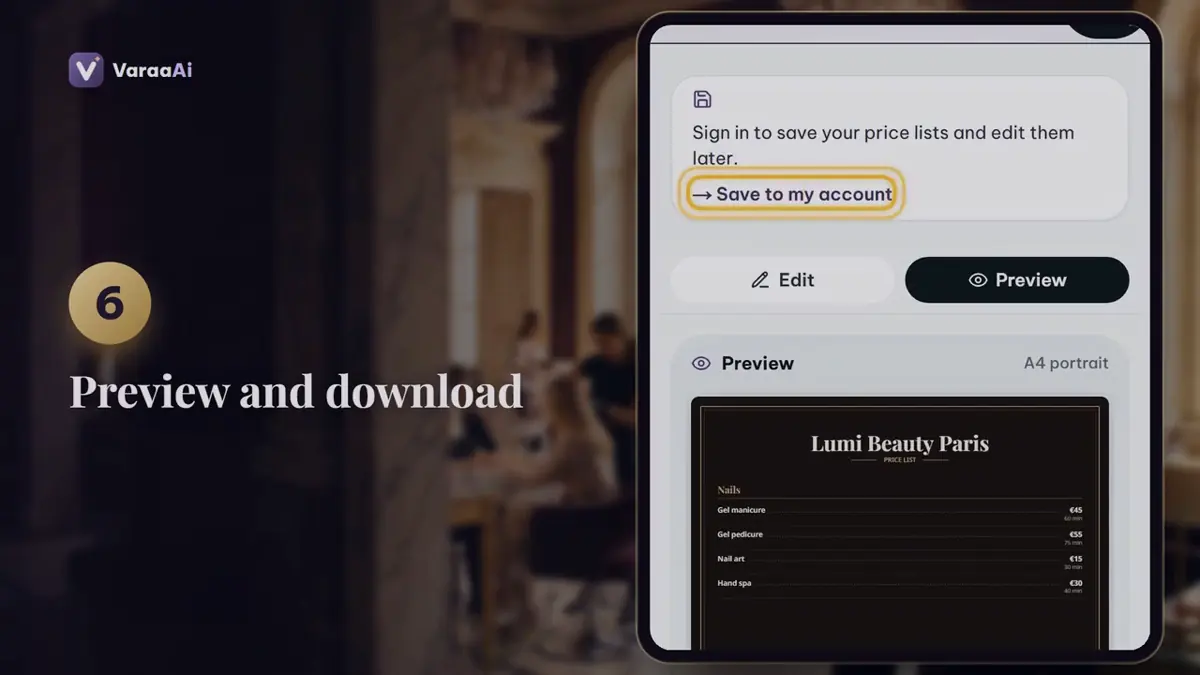 VaraaAi
6
Preview and download
Sign in to save your price lists and edit them
later.
→ Save to my account
Edit
Preview
Preview
A4 portrait
Lumi Beauty Paris
PRICE LIST
Nails
Gel manicure €45
60 min
Gel pedicure €55
75 min
Nail art €15
30 min
Hand spa €30
40 min